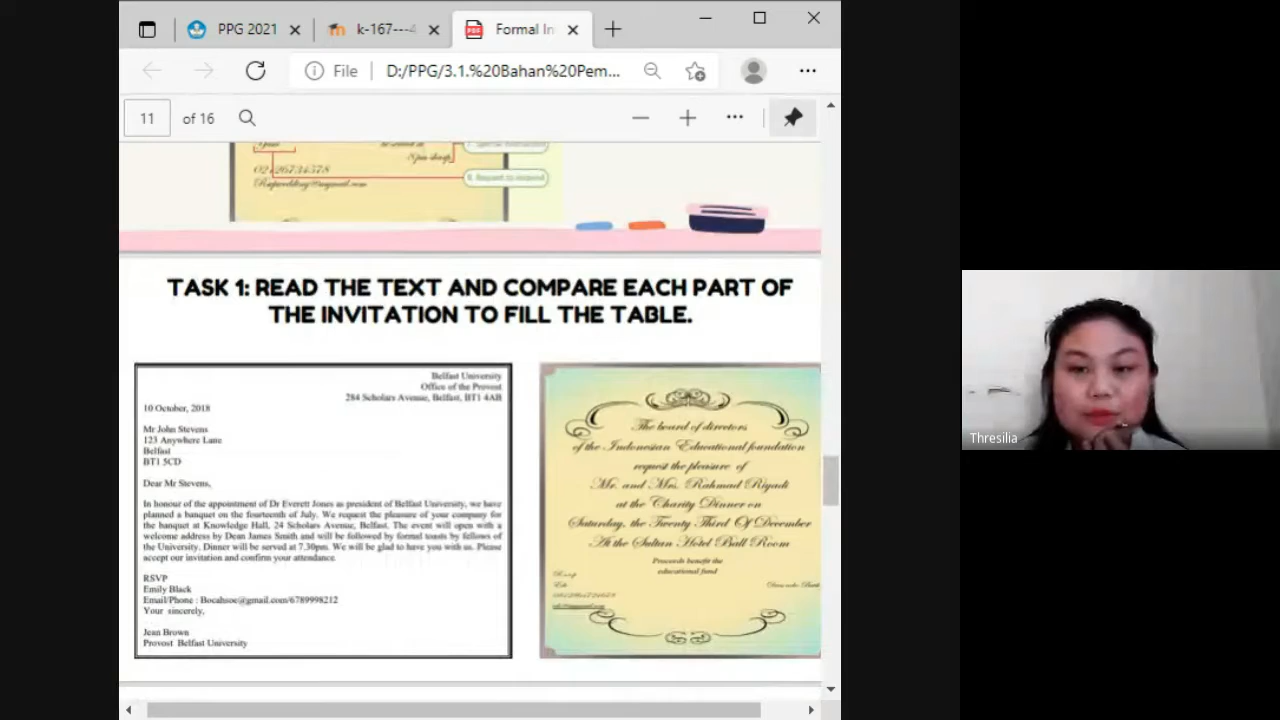 PPG 2021
k-167---4
Formal In
File
D:/PPG/3.1.%20Bahan%20Pem...
11 of 16
8pm sharp
02426734578
8. Request to respond
TASK 1: READ THE TEXT AND COMPARE EACH PART OF
THE INVITATION TO FILL THE TABLE.
Belfast University
Office of the Provost
284 Scholars Avenue, Belfast, BT1 4AB
10 October, 2018
Mr John Stevens
123 Anywhere Lane
Belfast
BT1 5CD
Dear Mr Stevens,
In honour of the appointment of Dr Everett Jones as president of Belfast University, we have
planned a banquet on the fourteenth of July. We request the pleasure of your company for
the banquet at Knowledge Hall, 24 Scholars Avenue, Belfast. The event will open with a
welcome address by Dean James Smith and will be followed by formal toasts by fellows of
the University. Dinner will be served at 7.30pm. We will be glad to have you with us. Please
accept our invitation and confirm your attendance.
RSVP
Emily Black
Email/Phone : Bocahsoe@gmail.com/6789998212
Your sincerely,
Jean Brown
Provost Belfast University
The board of directors
of the Indonesian Educational foundation
request the pleasure of
Mr. and Mrs. Rahmad Riyadi
at the Charity Dinner on
Saturday, the Twenty Third Of December
At the Sultan Hotel Ball Room
Proceeds benefit the
educational fund
Dress code: Batik
Thresilia